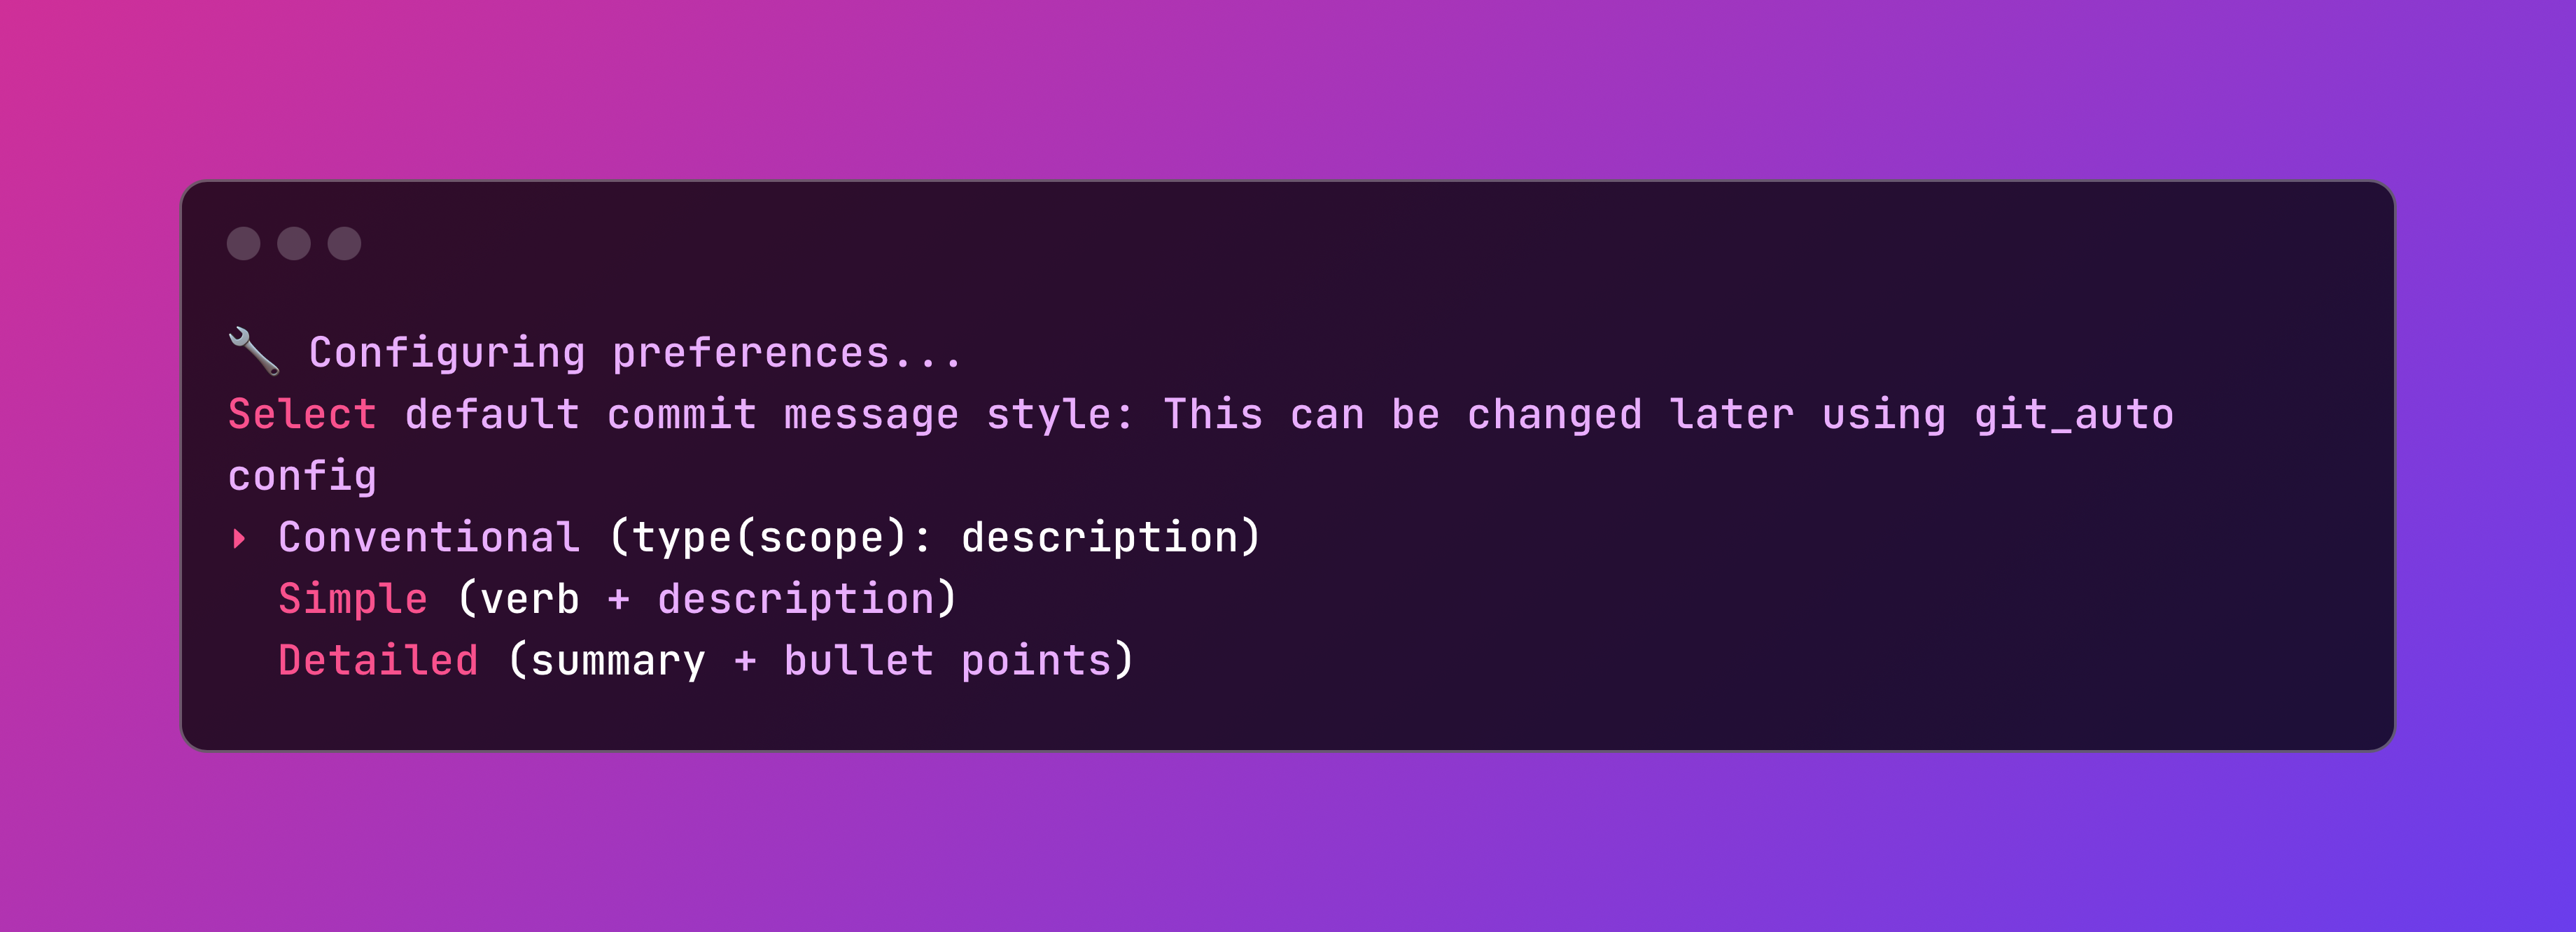 🔧 Configuring preferences...
Select default commit message style: This can be changed later using git_auto
config
▸ Conventional (type(scope): description)
Simple (verb + description)
Detailed (summary + bullet points)